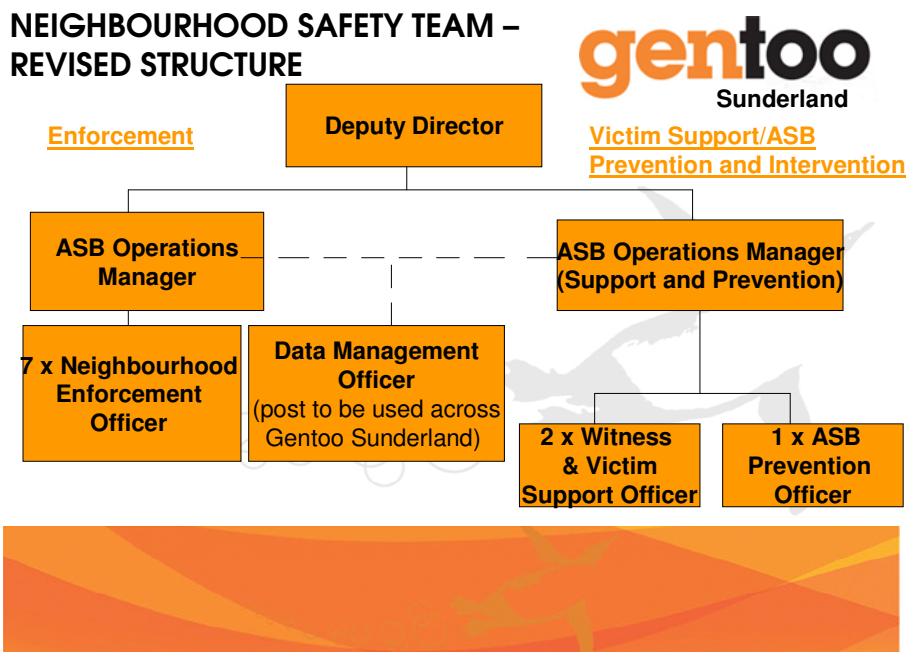 NEIGHBOURHOOD SAFETY TEAM –
REVISED STRUCTURE
gentoo
Sunderland
Enforcement
Deputy Director
Victim Support/ASB
Prevention and Intervention
ASB Operations
Manager
ASB Operations Manager
(Support and Prevention)
7 x Neighbourhood
Enforcement
Officer
Data Management
Officer
(post to be used across
Gentoo Sunderland)
2 x Witness
& Victim
Support Officer
1 x ASB
Prevention
Officer